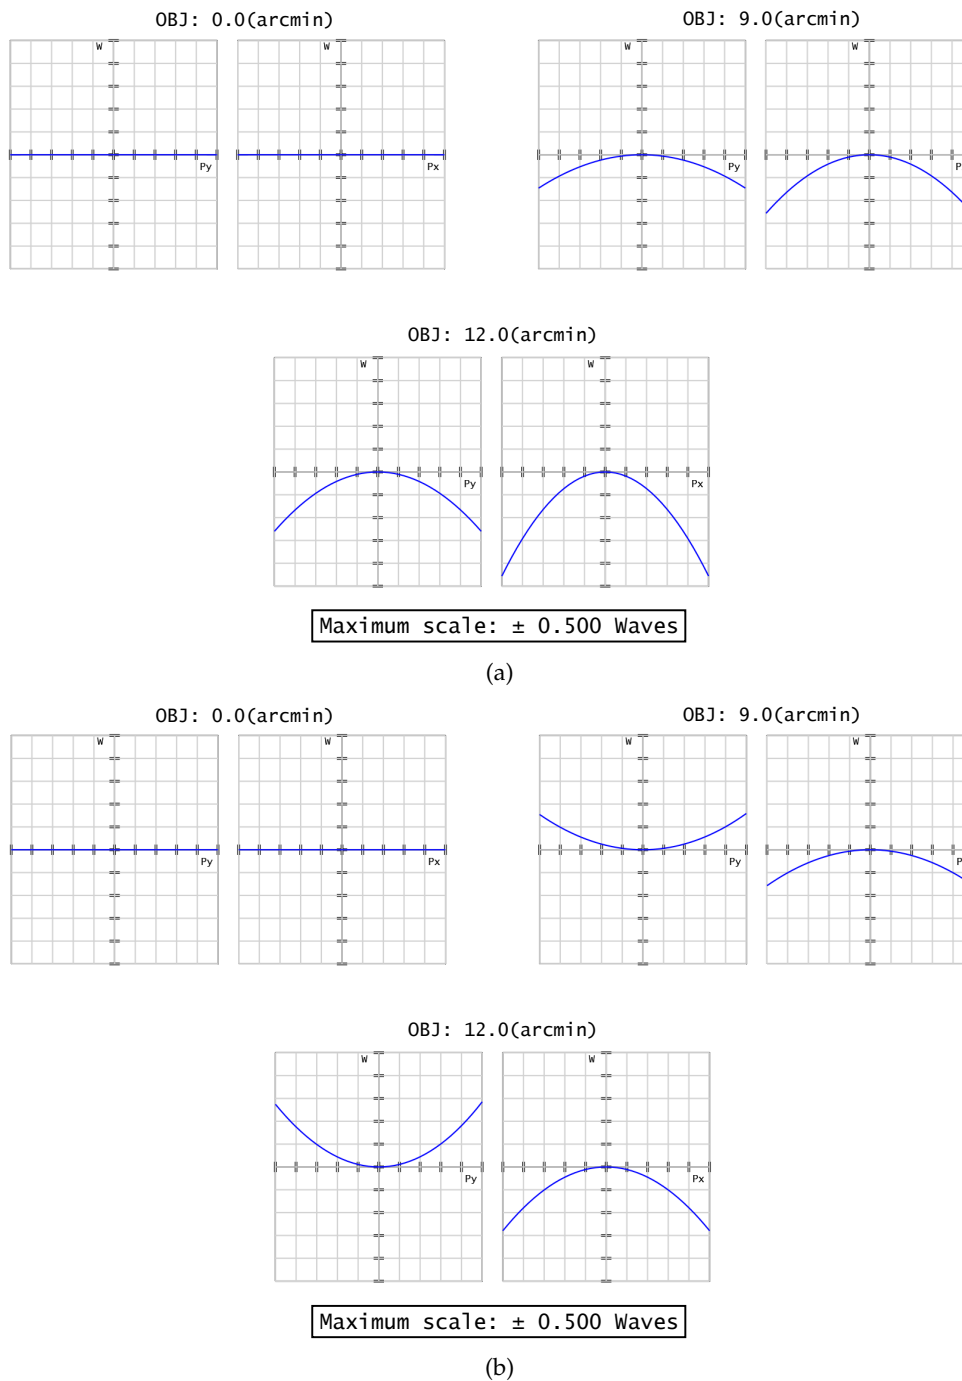 OBJ: 0.0(arcmin)
OBJ: 9.0(arcmin)
W
W
W
W
Py
Px
Py
P
OBJ: 12.0(arcmin)
W
W
Py
Px
Maximum scale: ± 0.500 Waves
(a)
OBJ: 0.0(arcmin)
OBJ: 9.0(arcmin)
W
W
W
W
Py
Px
Py
P
OBJ: 12.0(arcmin)
W
W
Py
Px
Maximum scale: ± 0.500 Waves
(b)